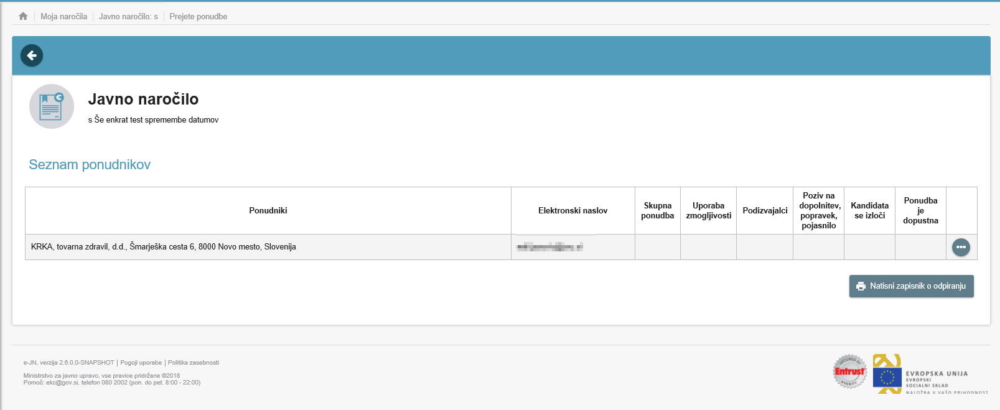 Moja naročila
Javno naročilo: s
Prejete ponudbe
Javno naročilo
s Še enkrat test spremembe datumov
Seznam ponudnikov
Ponudniki
Elektronski naslov
Skupna
ponudba
Uporaba
zmogljivosti
Podizvajalci
Poziv na
dopolnitev,
popravek,
pojasnilo
Kandidata
se izloči
Ponudba
je
dopustna
KRKA, tovarna zdravil, d.d., Šmarješka cesta 6, 8000 Novo mesto, Slovenija
Natisni zapisnik o odpiranju
e-JN, verzija 2.6.0.0-SNAPSHOT | Pogoji uporabe | Politika zasebnosti
Ministrstvo za javno upravo, vse pravice pridržane ©2018
Pomoč: ekc@gov.si, telefon 080 2002 (pon. do pet. 8:00 - 22:00)
SECURED BY
Entrust
VERIFY
EVROPSKA UNIJA
EVROPSKI
SOCIALNI SKLAD
NALOŽBA V VAŠO PRIHODNOST